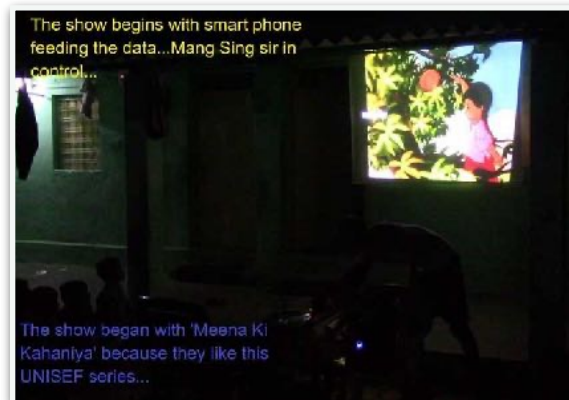 The show begins with smart phone
feeding the data...Mang Sing sir in
control...
The show began with 'Meena Ki
Kahaniya' because they like this
UNISEF series...